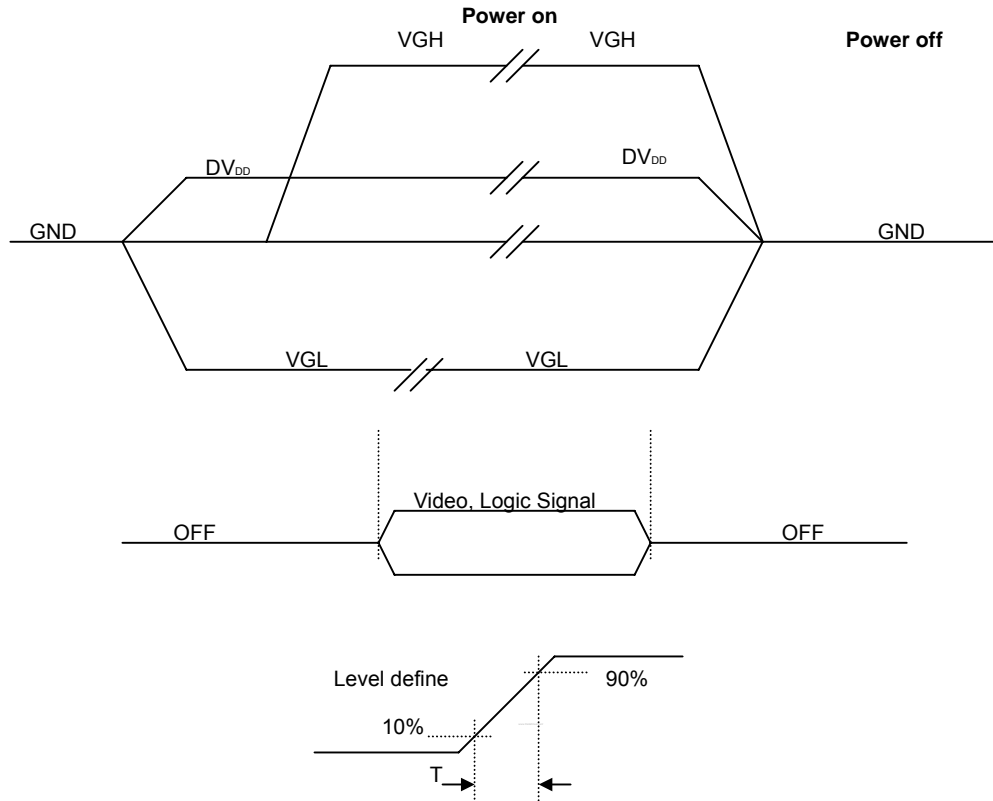 Power on
VGH VGH
Power off
DVDD DVDD
GND GND
VGL VGL
Video, Logic Signal
OFF OFF
Level define
90%
10%
T